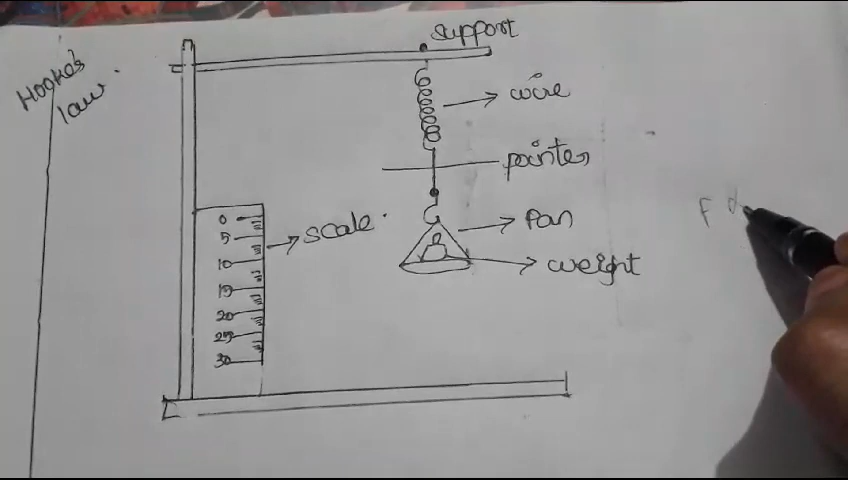 Hooke's
law.
support
wire
pointer
0
5
scale.
pan
10
weight
15
20
25
30
F